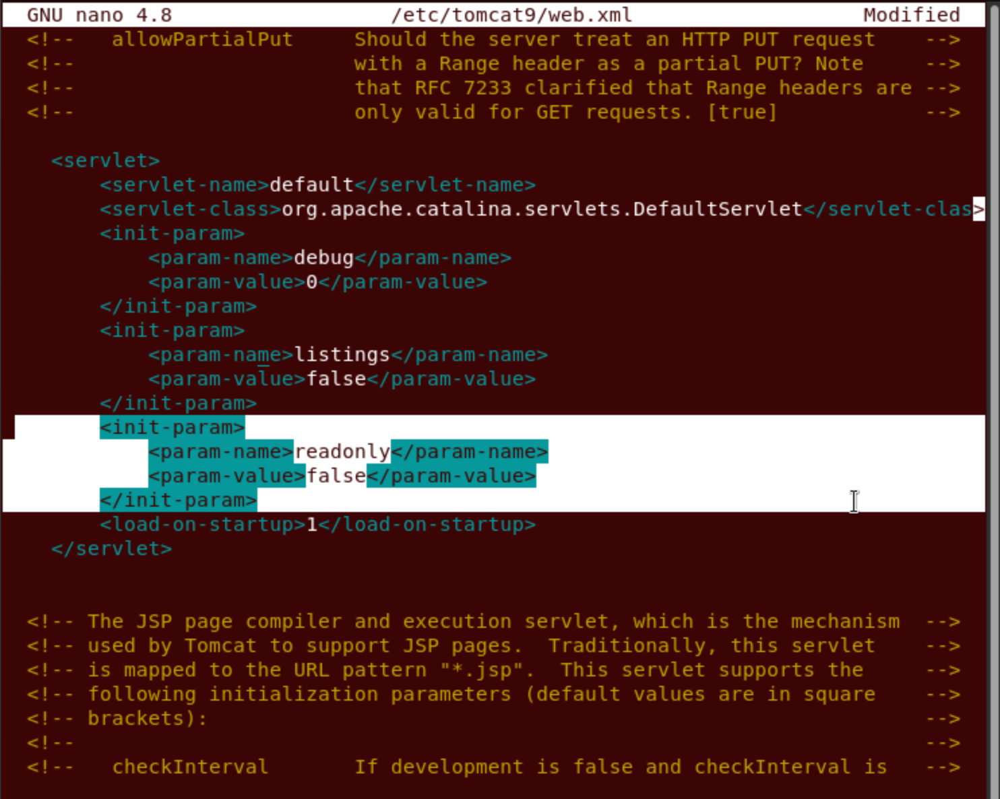 GNU nano 4.8 /etc/tomcat9/web.xml Modified
<!-- allowPartialPut Should the server treat an HTTP PUT request -->
<!-- with a Range header as a partial PUT? Note -->
<!-- that RFC 7233 clarified that Range headers are -->
<!-- only valid for GET requests. [true] -->
<servlet>
<servlet-name>default</servlet-name>
<servlet-class>org.apache.catalina.servlets.DefaultServlet</servlet-clas>
<init-param>
<param-name>debug</param-name>
<param-value>0</param-value>
</init-param>
<init-param>
<param-name>listings</param-name>
<param-value>false</param-value>
</init-param>
<init-param>
<param-name>readonly</param-name>
<param-value>false</param-value>
</init-param>
<load-on-startup>1</load-on-startup>
</servlet>
<!-- The JSP page compiler and execution servlet, which is the mechanism -->
<!-- used by Tomcat to support JSP pages. Traditionally, this servlet -->
<!-- is mapped to the URL pattern "*.jsp". This servlet supports the -->
<!-- following initialization parameters (default values are in square -->
<!-- brackets): -->
<!-- -->
<!-- checkInterval If development is false and checkInterval is -->